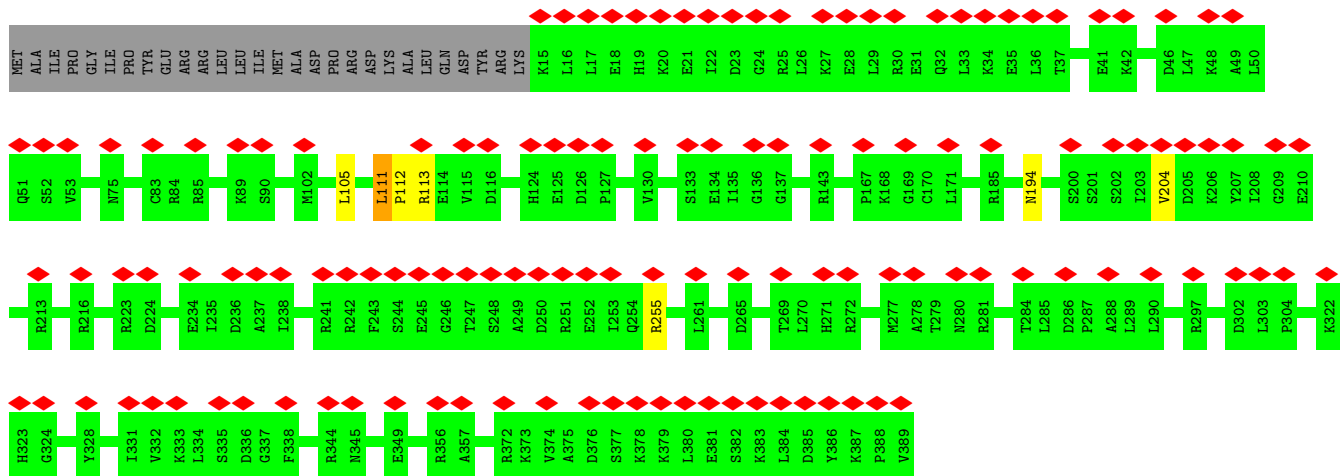 MET ALA ILE PRO GLY ILE PRO TYR GLU ARG ARG LEU LEU ILE MET ALA ASP PRO ARG ASP LYS ALA LEU GLN ASP TYR ARG LYS K15 L16 L17 E18 H19 K20 E21 I22 D23 G24 R25 L26 K27 E28 L29 R30 E31 Q32 L33 K34 E35 L36 T37 E41 K42 D46 L47 K48 A49 L50
Q51 S52 V53 N75 C83 R84 R85 K89 S90 M102 L105 L111 P112 R113 E114 V115 D116 H124 E125 D126 P127 V130 S133 E134 I135 G136 G137 R143 P167 K168 G169 C170 L171 R185 N194 S200 S201 S202 I203 V204 D205 K206 Y207 I208 G209 E210
R213 R216 R223 D224 E234 I235 D236 A237 I238 R241 R242 F243 S244 E245 G246 T247 S248 A249 D250 R251 E252 I253 Q254 R255 L261 D265 T269 L270 H271 R272 M277 A278 T279 N280 R281 T284 L285 D286 P287 A288 L289 L290 R297 D302 L303 P304 K322
H323 G324 Y328 I331 V332 K333 L334 S335 D336 G337 F338 R344 N345 E349 R356 A357 R372 K373 V374 A375 D376 S377 K378 K379 L380 E381 S382 K383 L384 D385 Y386 K387 P388 V389